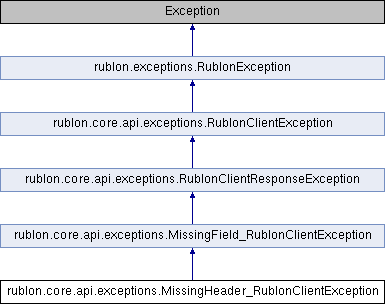 Exception
rublon.exceptions.RublonException
rublon.core.api.exceptions.RublonClientException
rublon.core.api.exceptions.RublonClientResponseException
rublon.core.api.exceptions.MissingField_RublonClientException
rublon.core.api.exceptions.MissingHeader_RublonClientException